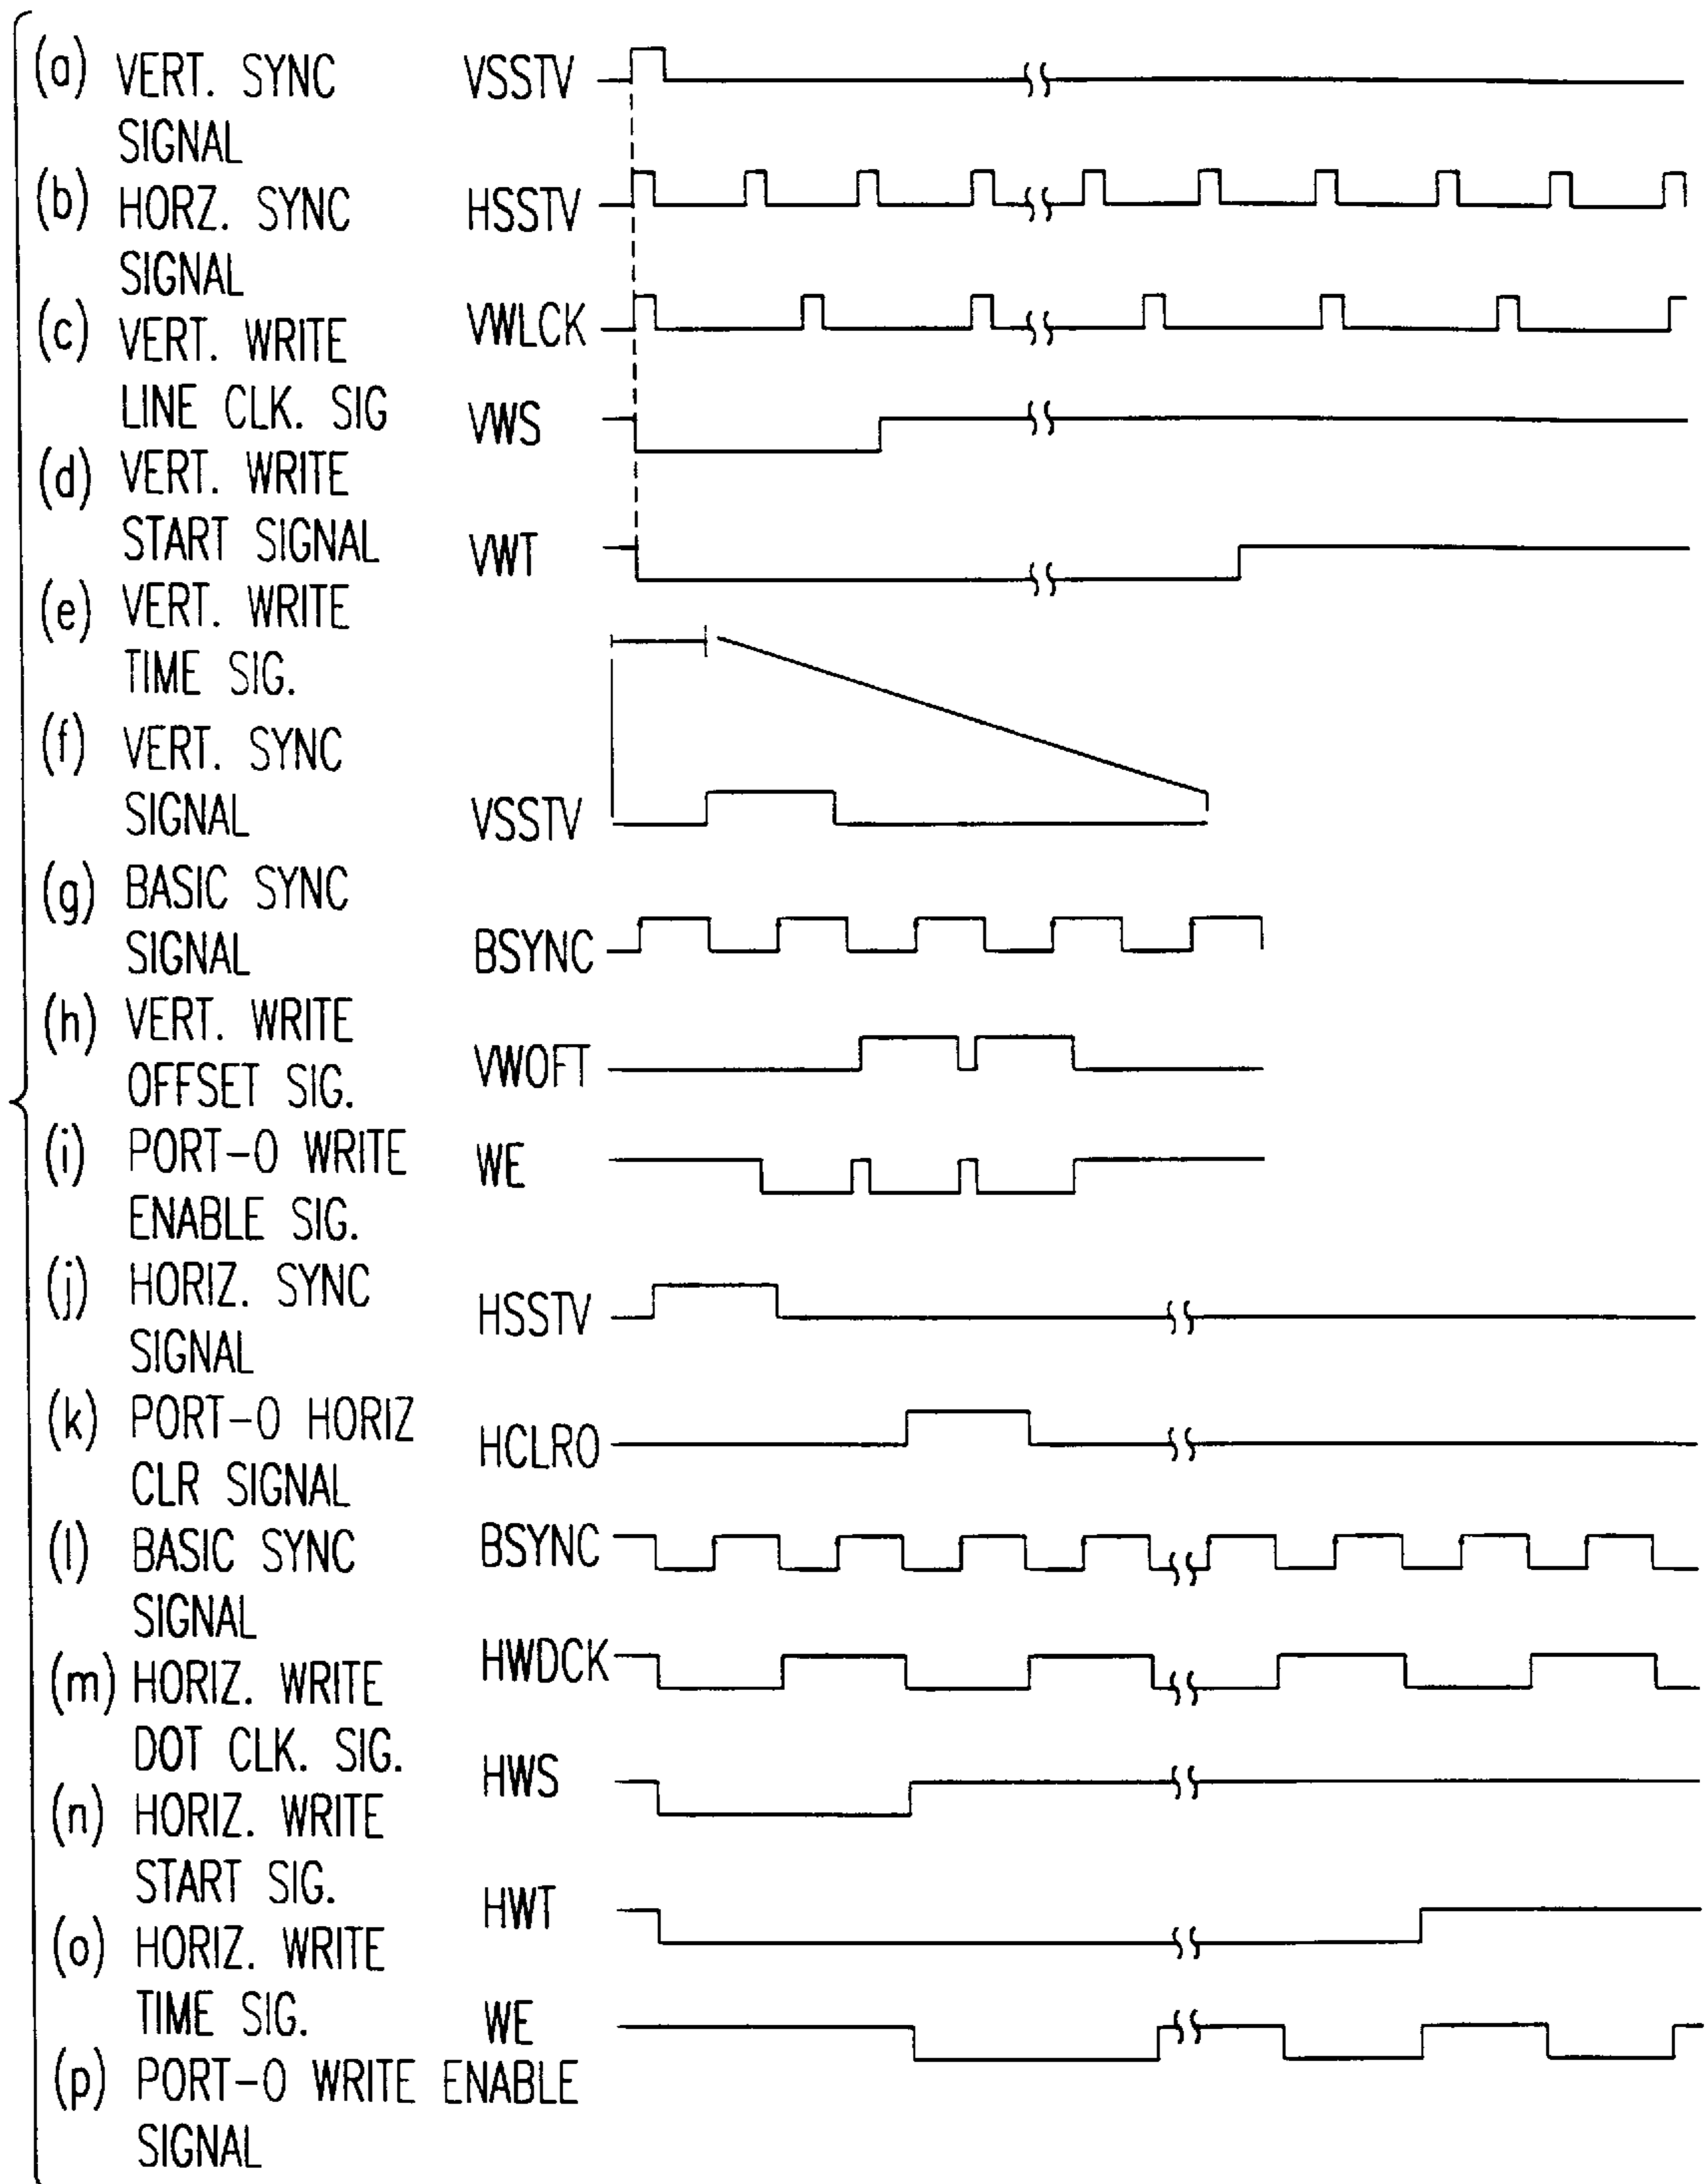 (a) VERT. SYNC VSSTV
SIGNAL
(b) HORZ. SYNC HSSTV
SIGNAL
(c) VERT. WRITE VWLCK
LINE CLK. SIG VWS
(d) VERT. WRITE
START SIGNAL VWT
(e) VERT. WRITE
TIME SIG.
(f) VERT. SYNC
SIGNAL VSSTV
(g) BASIC SYNC
SIGNAL BSYNC
(h) VERT. WRITE
OFFSET SIG. VWOFT
(i) PORT-0 WRITE WE
ENABLE SIG.
(j) HORIZ. SYNC HSSTV
SIGNAL
(k) PORT-0 HORIZ HCLR0
CLR SIGNAL
(l) BASIC SYNC BSYNC
SIGNAL
(m) HORIZ. WRITE HWDCK
DOT CLK. SIG. HWS
(n) HORIZ. WRITE
START SIG. HWT
(o) HORIZ. WRITE
TIME SIG. WE
(p) PORT-0 WRITE ENABLE
SIGNAL